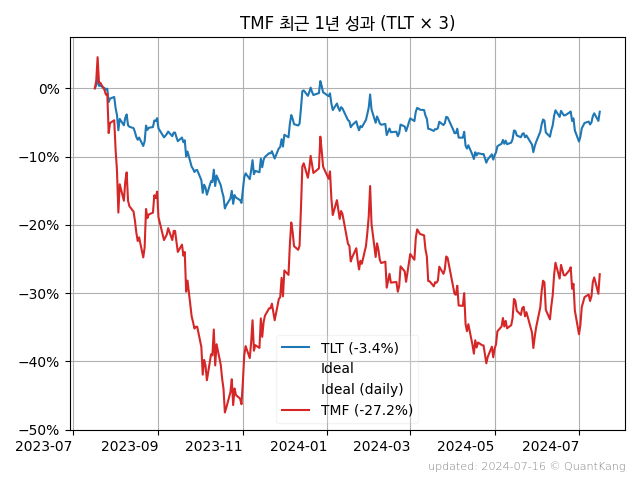 TMF 최근 1년 성과 (TLT × 3)
0%
−10%
−20%
−30%
−40%
−50%
TLT (-3.4%)
Ideal
Ideal (daily)
TMF (-27.2%)
2023-07 2023-09 2023-11 2024-01 2024-03 2024-05 2024-07
updated: 2024-07-16 © QuantKang